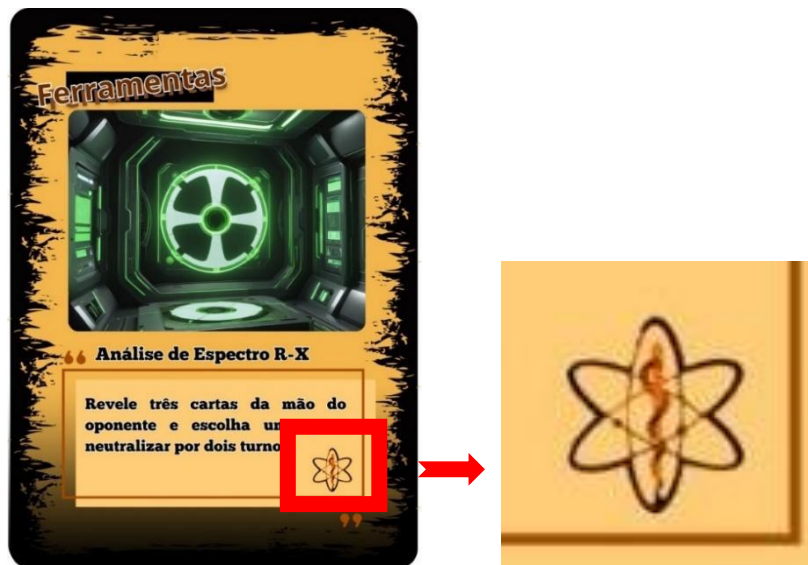 Ferramentas
“ Análise de Espectro R-X
Revele três cartas da mão do
oponente e escolha
neutralizar por dois
”